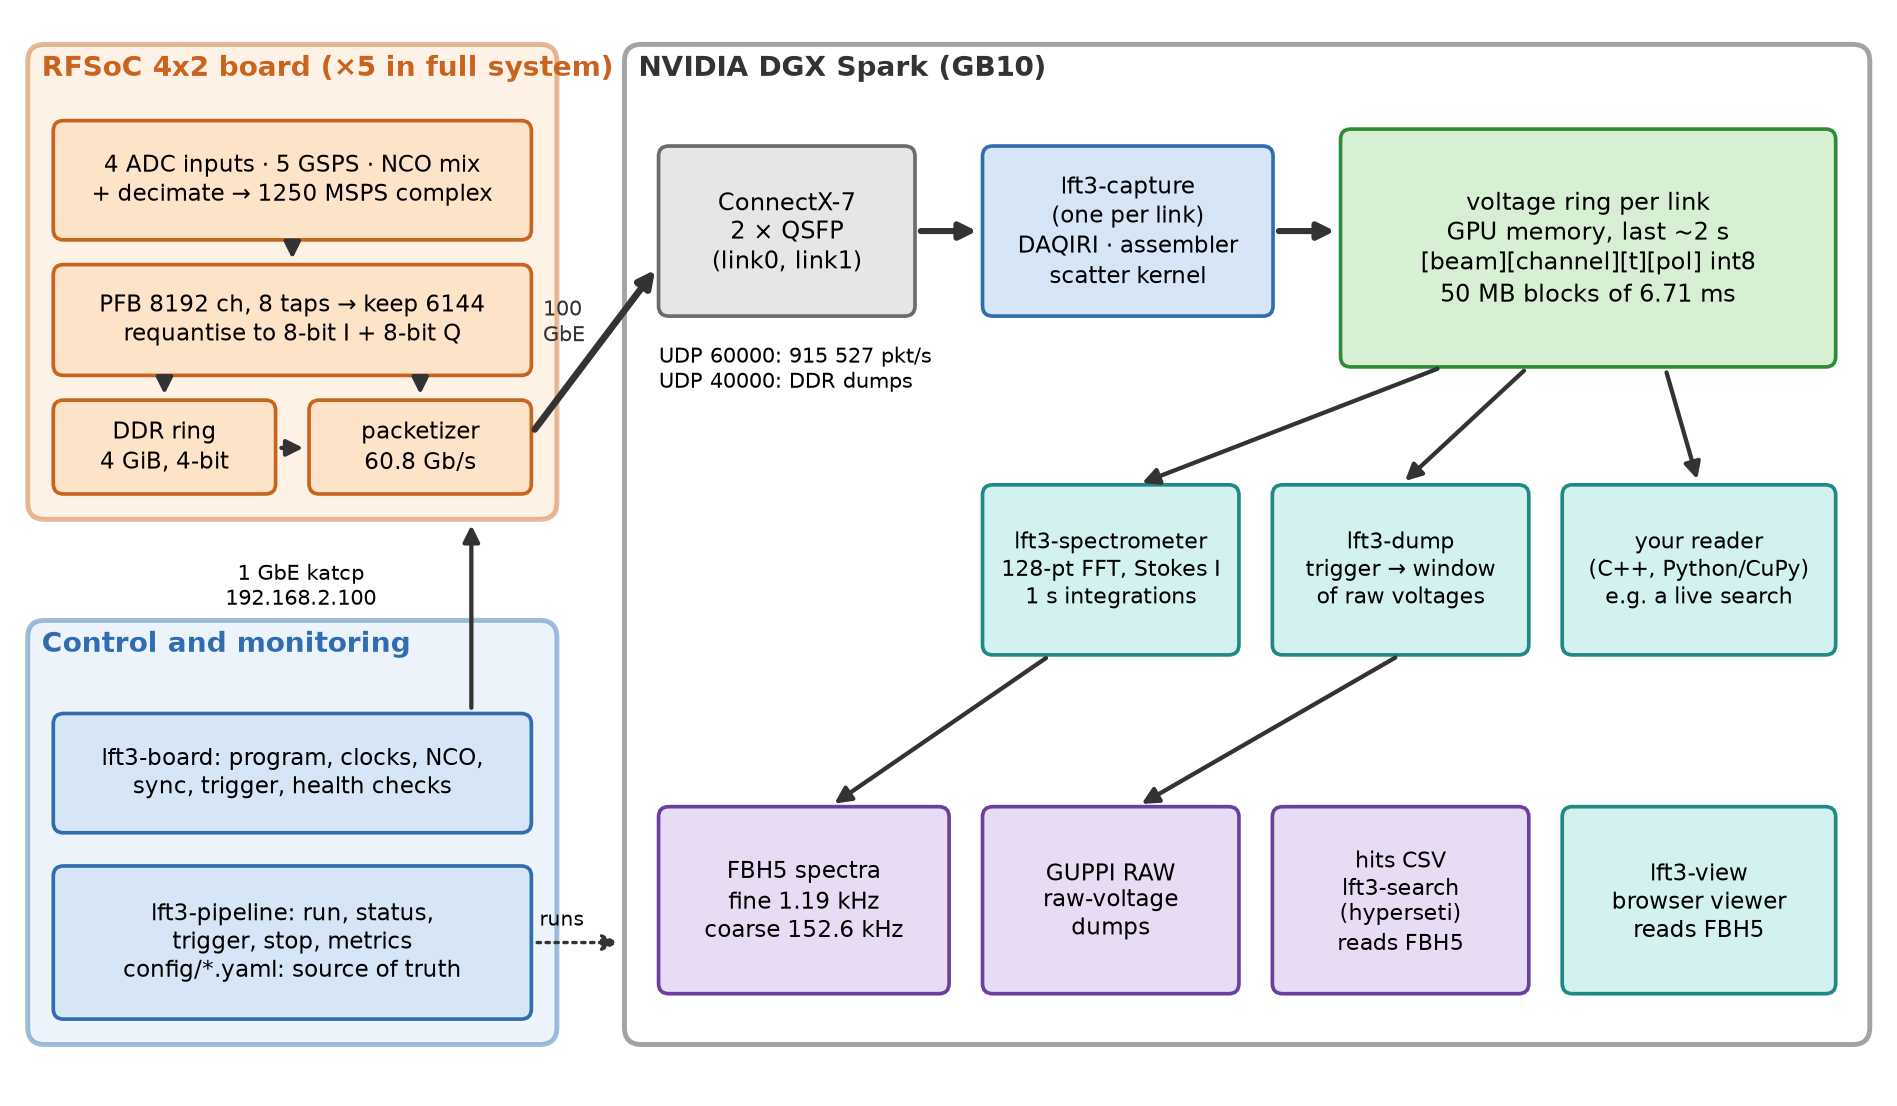 RFSoC 4x2 board (×5 in full system)
4 ADC inputs · 5 GSPS · NCO mix
+ decimate → 1250 MSPS complex
PFB 8192 ch, 8 taps → keep 6144
requantise to 8-bit I + 8-bit Q
DDR ring
4 GiB, 4-bit
packetizer
60.8 Gb/s
100
GbE
1 GbE katcp
192.168.2.100
Control and monitoring
lft3-board: program, clocks, NCO,
sync, trigger, health checks
lft3-pipeline: run, status,
trigger, stop, metrics
config/*.yaml: source of truth
runs
NVIDIA DGX Spark (GB10)
ConnectX-7
2 × QSFP
(link0, link1)
UDP 60000: 915 527 pkt/s
UDP 40000: DDR dumps
lft3-capture
(one per link)
DAQIRI · assembler
scatter kernel
voltage ring per link
GPU memory, last ~2 s
[beam][channel][t][pol] int8
50 MB blocks of 6.71 ms
lft3-spectrometer
128-pt FFT, Stokes I
1 s integrations
lft3-dump
trigger → window
of raw voltages
your reader
(C++, Python/CuPy)
e.g. a live search
FBH5 spectra
fine 1.19 kHz
coarse 152.6 kHz
GUPPI RAW
raw-voltage
dumps
hits CSV
lft3-search
(hyperseti)
reads FBH5
lft3-view
browser viewer
reads FBH5